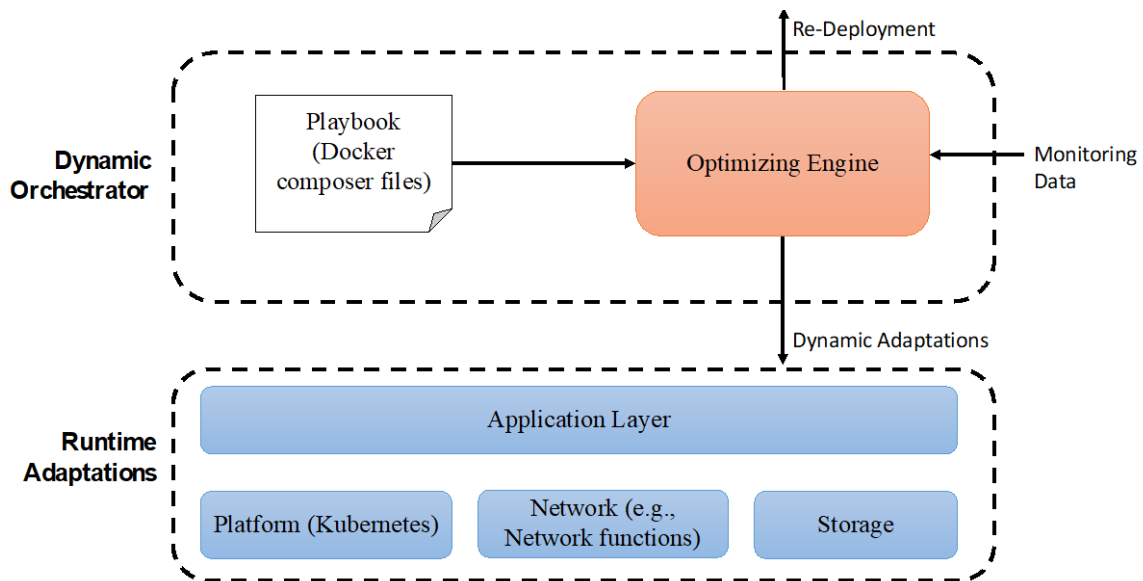 Re-Deployment
Playbook
(Docker
composer files)
Optimizing Engine
Dynamic
Orchestrator
Monitoring
Data
Dynamic Adaptations
Application Layer
Runtime
Adaptations
Platform (Kubernetes)
Network (e.g.,
Network functions)
Storage